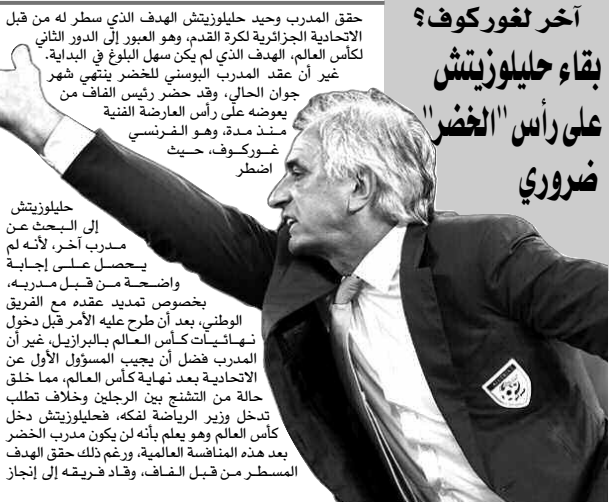 آخر لغوركوف؟
بقاء حليلوزيتش
على رأس "الخضر"
ضروري
حقق المدرب وحيد حليلوزيتش الهدف الذي سطر له من قبل
الاتحادية الجزائرية لكرة القدم، وهو العبور إلى الدور الثاني
لكأس العالم، الهدف الذي لم يكن سهل البلوغ في البداية.
غير أن عقد المدرب البوسني للخضر ينتهي شهر
جوان الحالي، وقد حضر رئيس الفاف من
يعوضه على رأس العارضة الفنية
منذ مدة، وهو الفرنسي
غوركوف، حيث
اضطر
حليلوزيتش
إلى البحث عن
مدرب آخر، لأنه لم
يحصل على إجابة
واضحة من قبل مدربه،
بخصوص تمديد عقده مع الفريق
الوطني، بعد أن طرح عليه الأمر قبل دخول
نهائيات كأس العالم بالبرازيل، غير أن
المدرب فضل أن يجيب المسؤول الأول عن
الاتحادية بعد نهاية كأس العالم، مما خلق
حالة من التشنج بين الرجلين وخلاف تطلب
تدخل وزير الرياضة لفكه، فحليلوزيتش دخل
كأس العالم وهو يعلم بأنه لن يكون مدرب الخضر
بعد هذه المنافسة العالمية، ورغم ذلك حقق الهدف
المسطر من قبل الفاف، وقاد فريقه إلى إنجاز